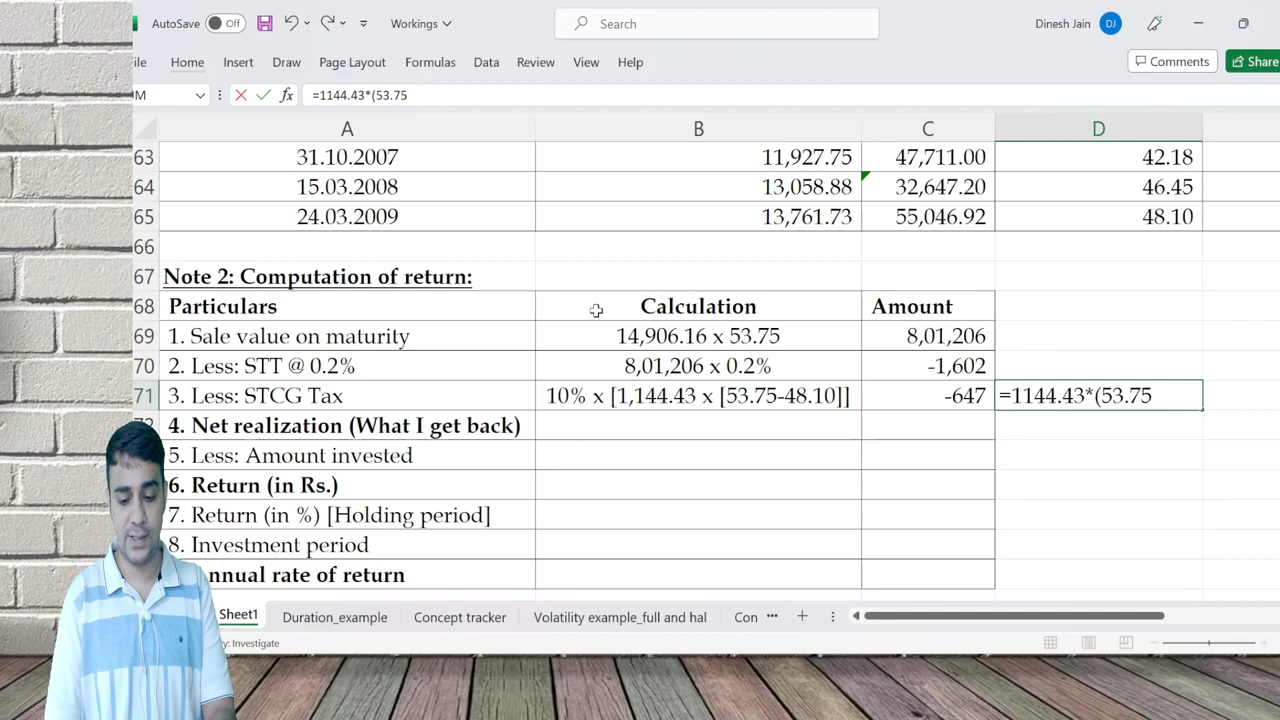 AutoSave Off Workings Search Dinesh Jain DJ
ile Home Insert Draw Page Layout Formulas Data Review View Help Comments Share
M fx =1144.43*(53.75
A B C D
63 31.10.2007 11,927.75 47,711.00 42.18
64 15.03.2008 13,058.88 32,647.20 46.45
65 24.03.2009 13,761.73 55,046.92 48.10
66
67 Note 2: Computation of return:
68 Particulars Calculation Amount
69 1. Sale value on maturity 14,906.16 x 53.75 8,01,206
70 2. Less: STT @ 0.2% 8,01,206 x 0.2% -1,602
71 3. Less: STCG Tax 10% x [1,144.43 x [53.75-48.10]] -647 =1144.43*(53.75
4. Net realization (What I get back)
5. Less: Amount invested
6. Return (in Rs.)
7. Return (in %) [Holding period]
8. Investment period
nnual rate of return
Sheet1 Duration_example Concept tracker Volatility example_full and hal Con
y: Investigate